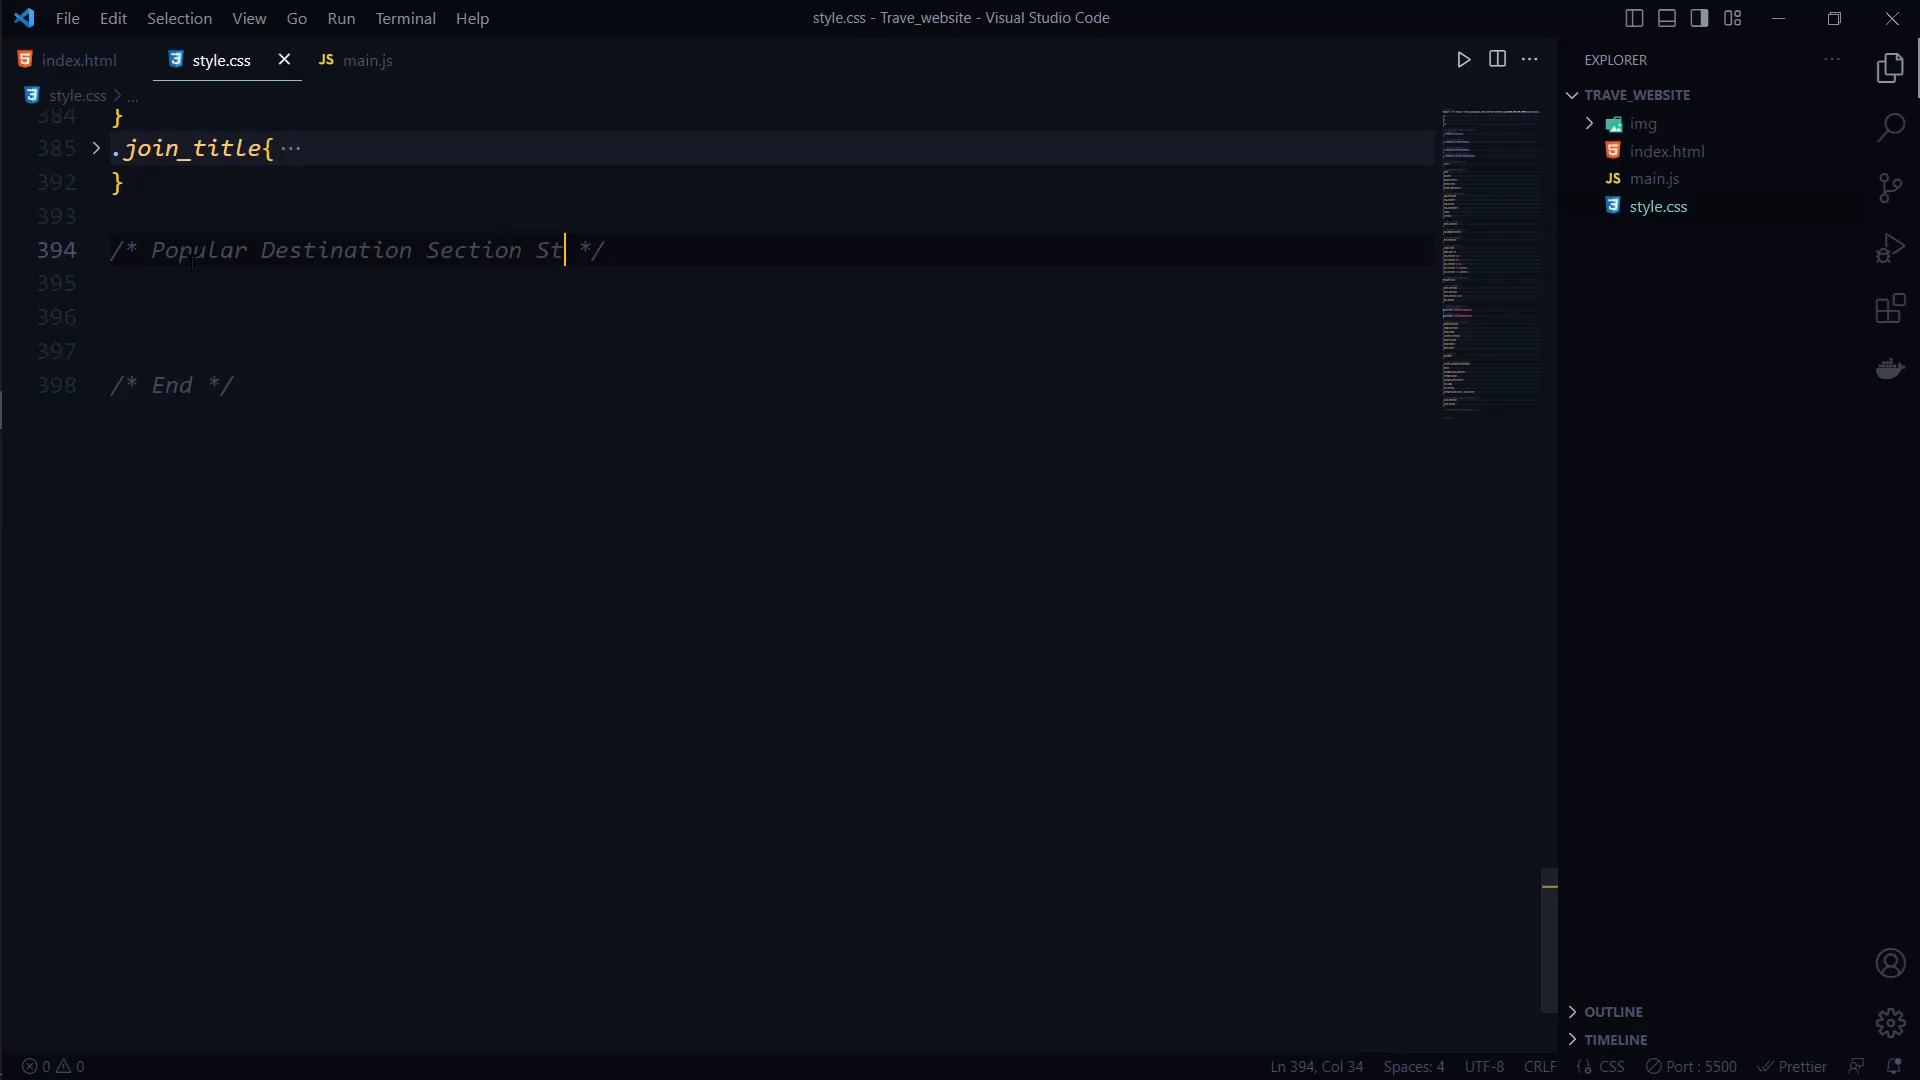 File Edit Selection View Go Run Terminal Help
style.css - Trave_website - Visual Studio Code
index.html
style.css
JS main.js
style.css > ...
384 }
385 .join_title{ ···
392 }
393
394 /* Popular Destination Section St */
395
396
397
398 /* End */
EXPLORER
TRAVE_WEBSITE
img
index.html
JS main.js
style.css
OUTLINE
TIMELINE
0 0
Ln 394, Col 34 Spaces: 4 UTF-8 CRLF {} CSS Port : 5500 Prettier